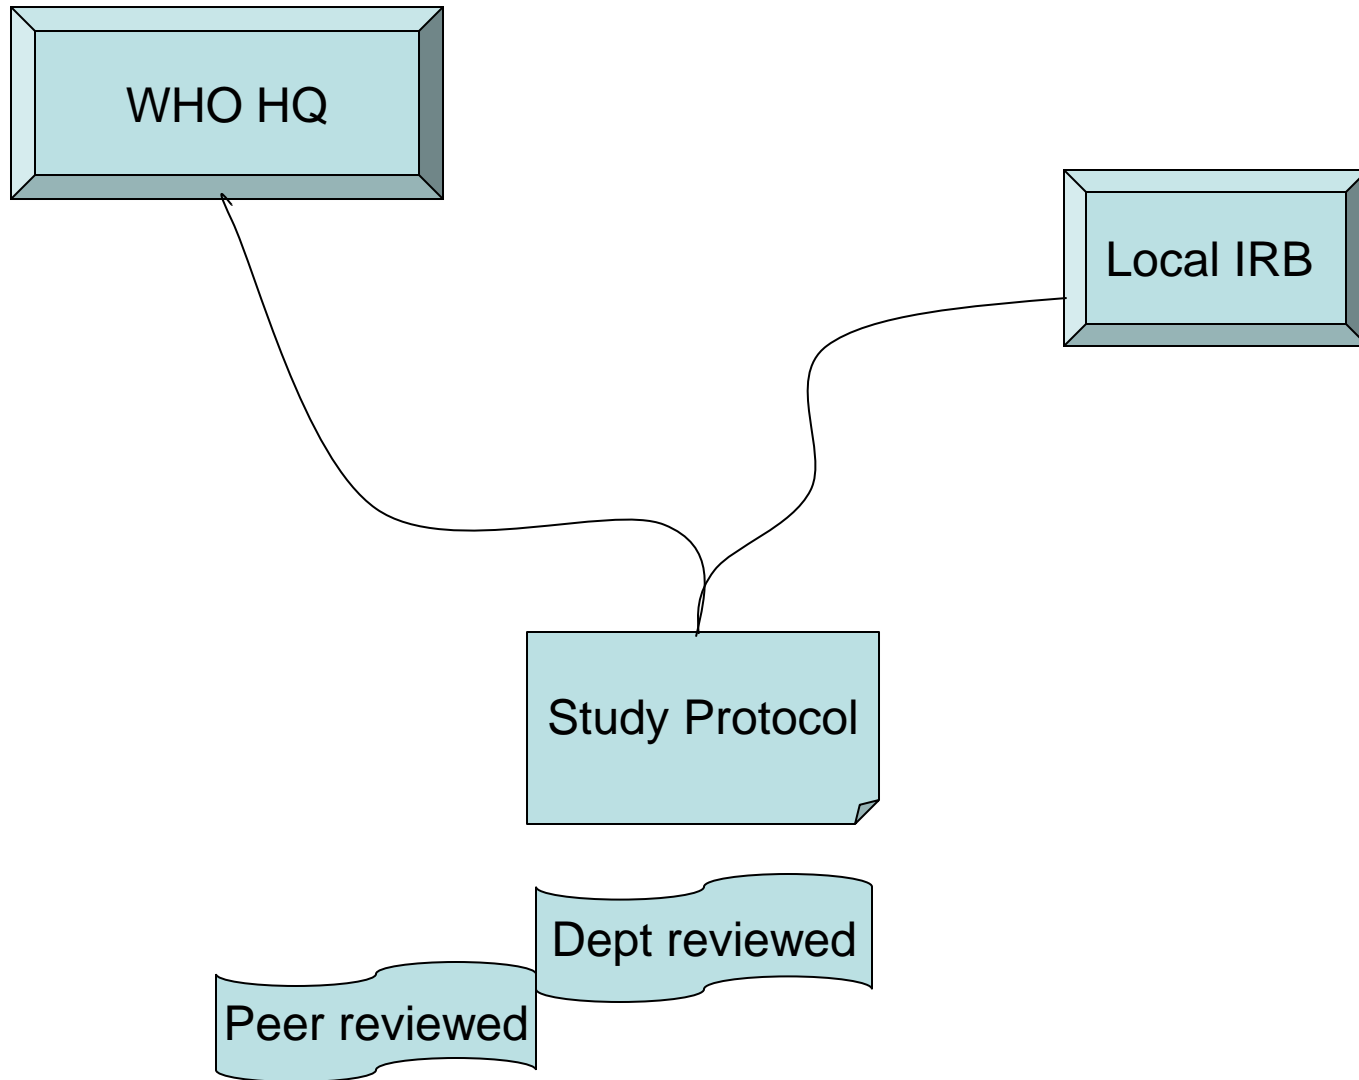 WHO HQ
Local IRB
Study Protocol
Dept reviewed
Peer reviewed